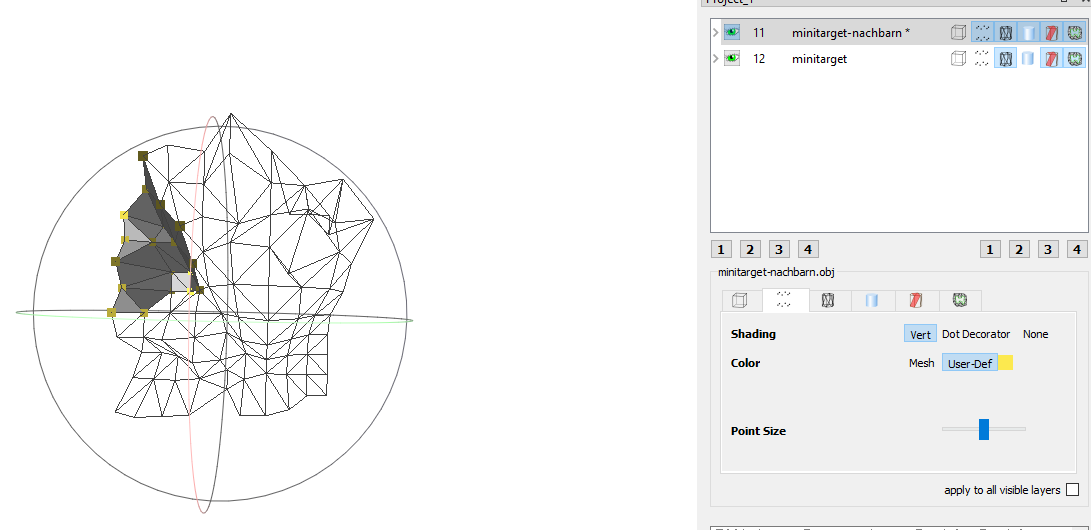 Project_1
11 minitarget-nachbarn *
12 minitarget
1 2 3 4 1 2 3 4
minitarget-nachbarn.obj
Shading Vert Dot Decorator None
Color Mesh User-Def
Point Size
apply to all visible layers